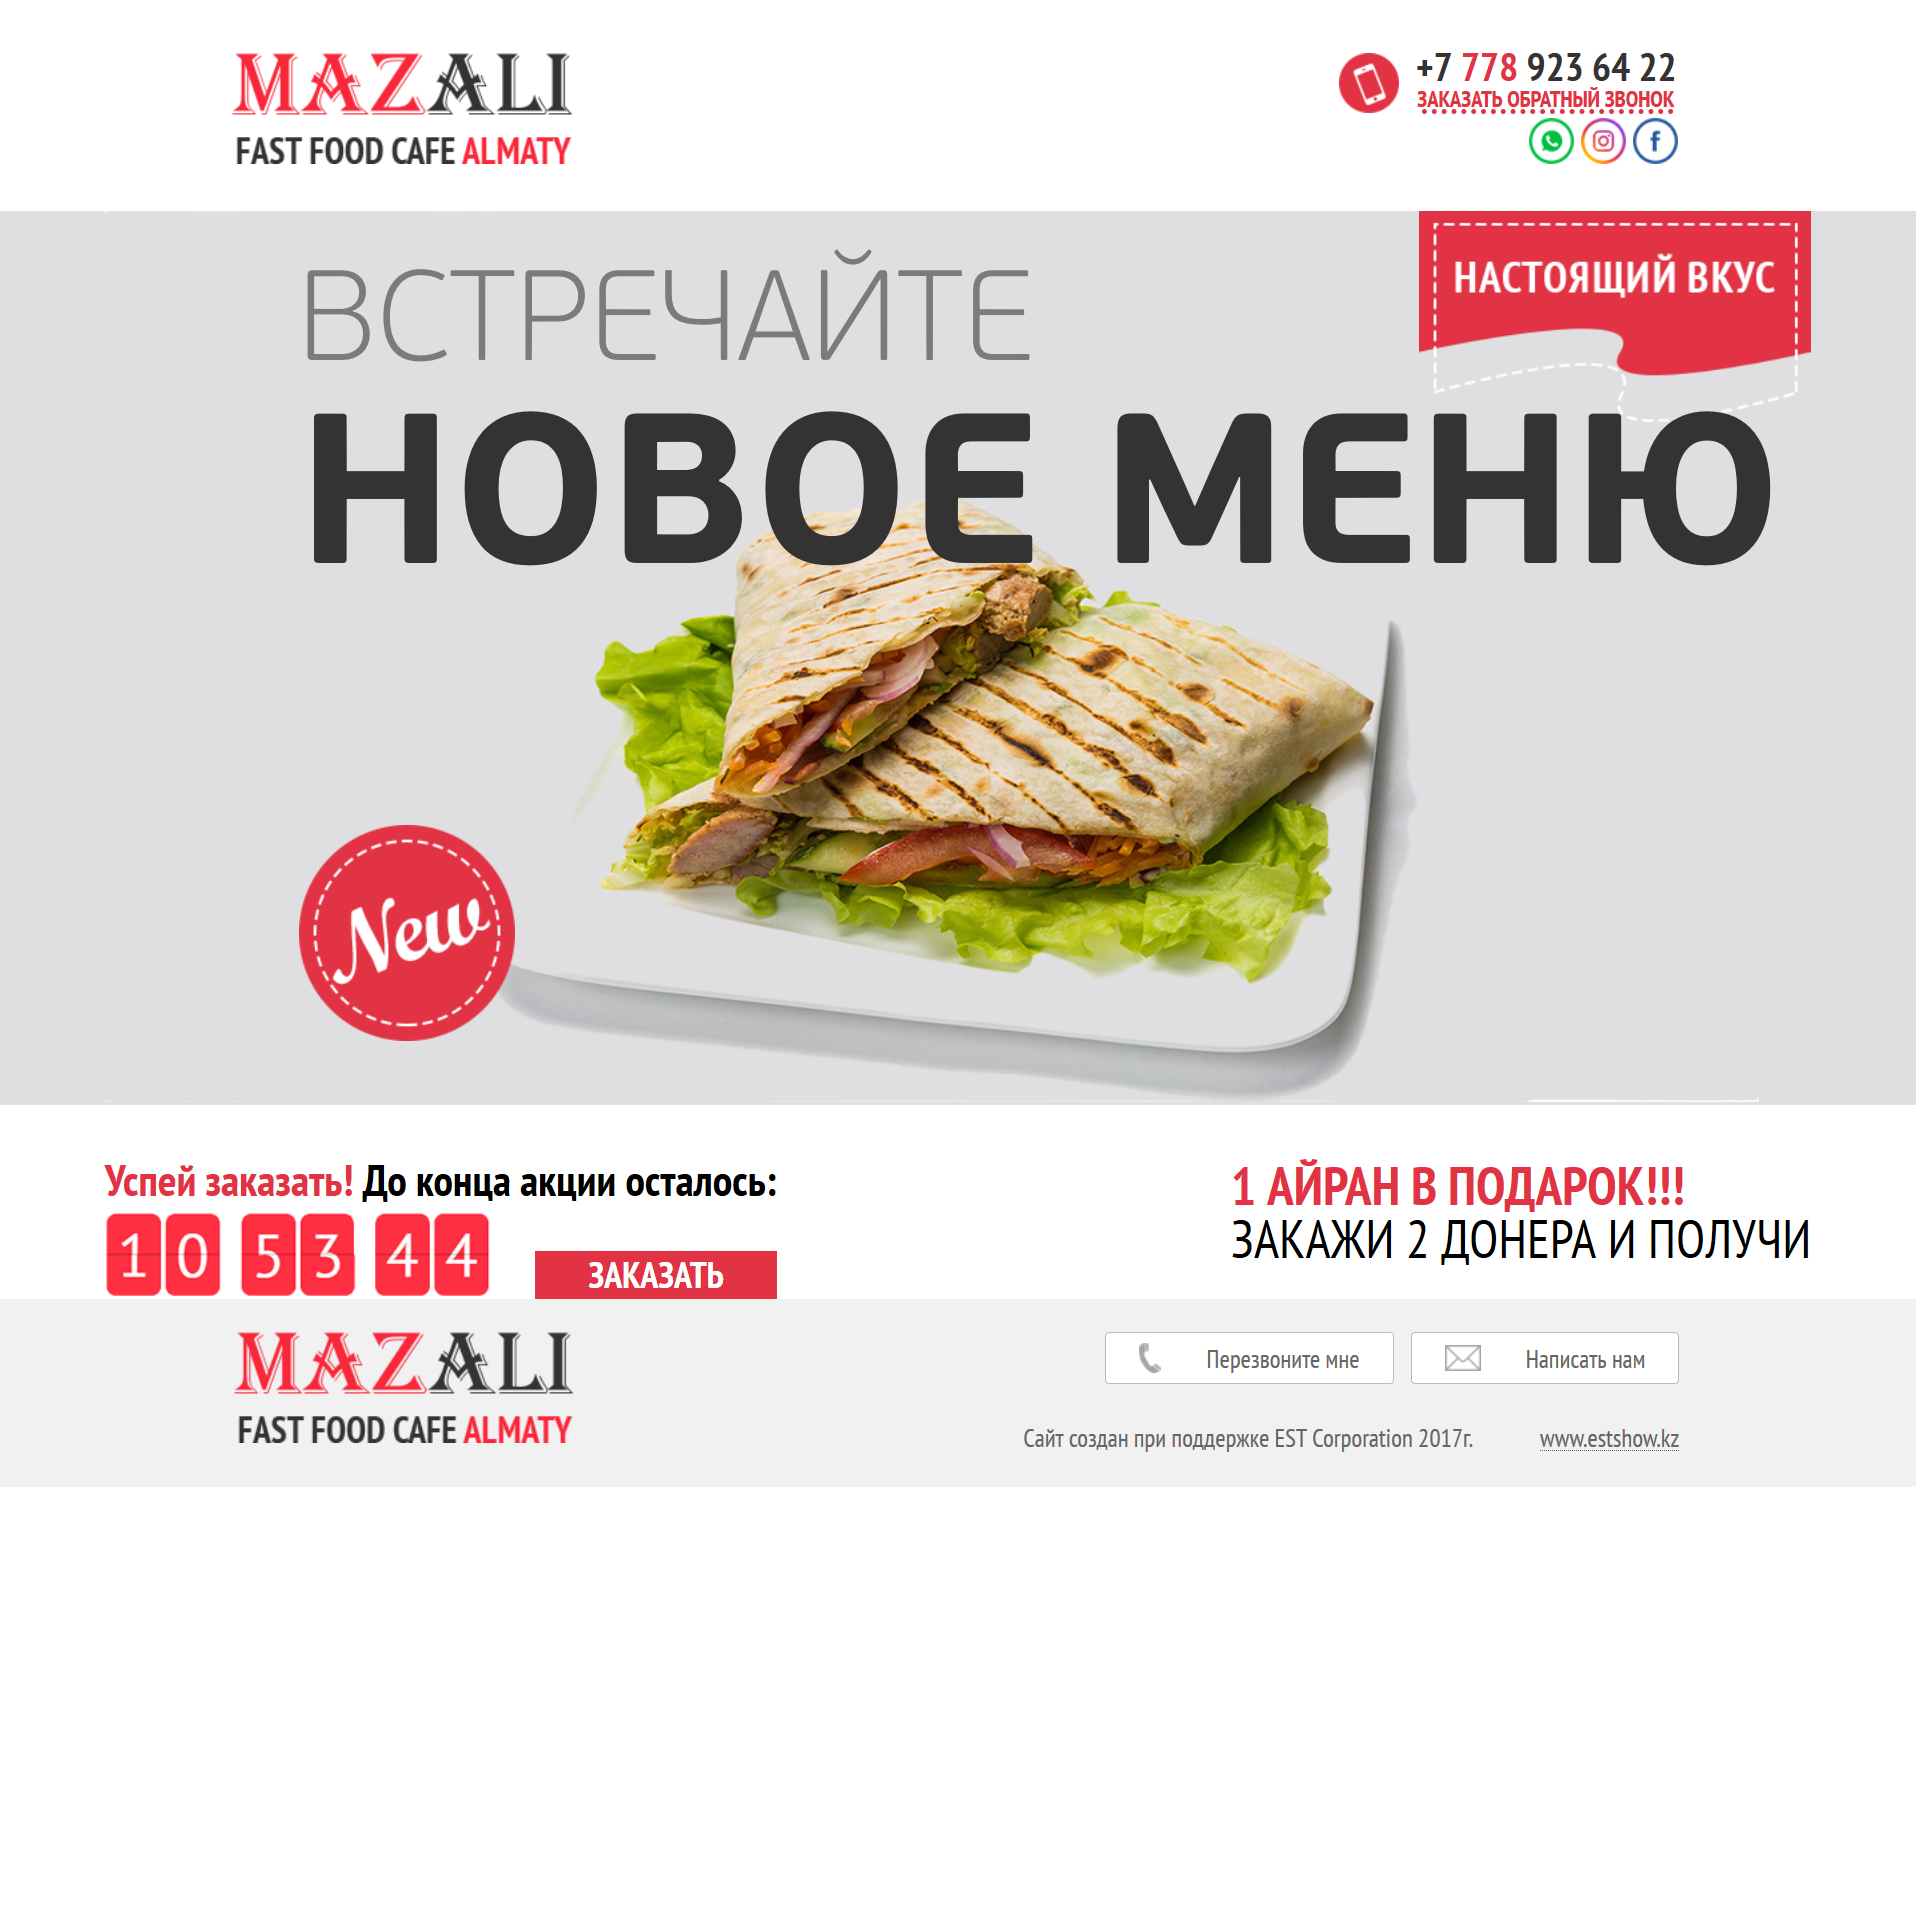 MAZALI
FAST FOOD CAFE ALMATY
+7 778 923 64 22
ЗАКАЗАТЬ ОБРАТНЫЙ ЗВОНОК
НАСТОЯЩИЙ ВКУС
ВСТРЕЧАЙТЕ
НОВОЕ МЕНЮ
New
Успей заказать! До конца акции осталось:
10 53 44
ЗАКАЗАТЬ
1 АЙРАН В ПОДАРОК!!!
ЗАКАЖИ 2 ДОНЕРА И ПОЛУЧИ
MAZALI
FAST FOOD CAFE ALMATY
Перезвоните мне
Написать нам
Сайт создан при поддержке EST Corporation 2017г.
www.estshow.kz